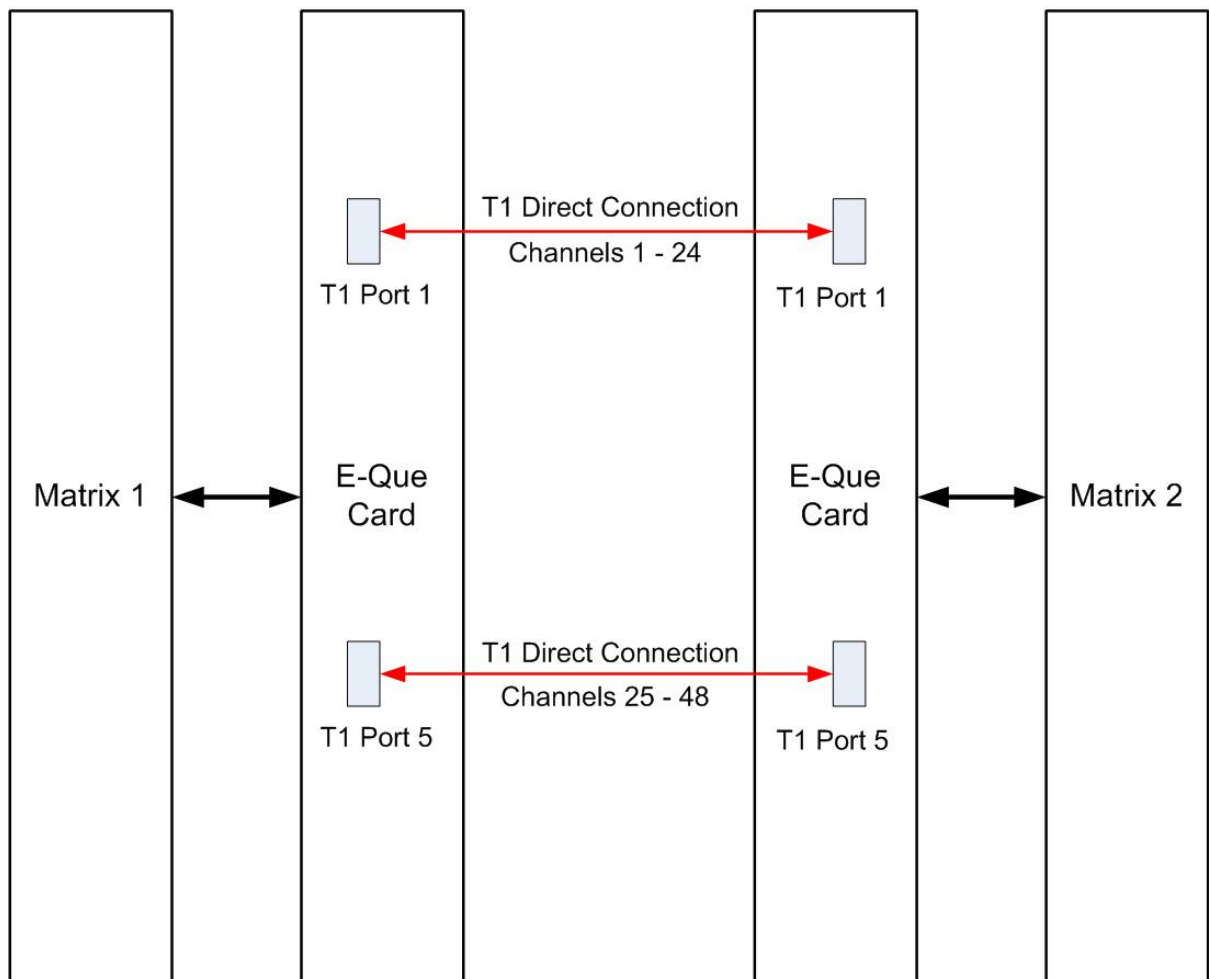 T1 Direct Connection
Channels 1 - 24
T1 Port 1
T1 Port 1
Matrix 1
E-Que
Card
E-Que
Card
Matrix 2
T1 Direct Connection
Channels 25 - 48
T1 Port 5
T1 Port 5